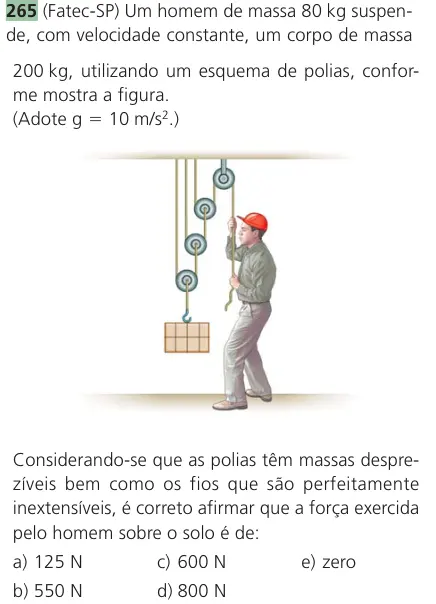 265 (Fatec-SP) Um homem de massa 80 kg suspen-
de, com velocidade constante, um corpo de massa
200 kg, utilizando um esquema de polias, confor-
me mostra a figura.
(Adote g = 10 m/s².)
Considerando-se que as polias têm massas despre-
zíveis bem como os fios que são perfeitamente
inextensíveis, é correto afirmar que a força exercida
pelo homem sobre o solo é de:
a) 125 N c) 600 N e) zero
b) 550 N d) 800 N